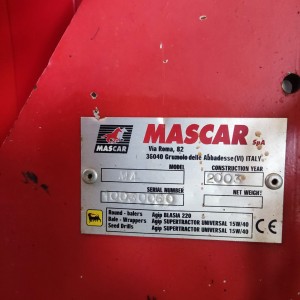 MASCAR
MASCAR SpA
Via Roma, 82
36040 Grumolo delle Abbadesse (VI) ITALY
MODEL
CONSTRUCTION YEAR
2003
SERIAL NUMBER
NET WEIGHT
Round - balers Agip BLASIA 220
Bale - Wrappers Agip SUPERTRACTOR UNIVERSAL 15W/40
Seed Drills Agip SUPERTRACTOR UNIVERSAL 15W/40
CE